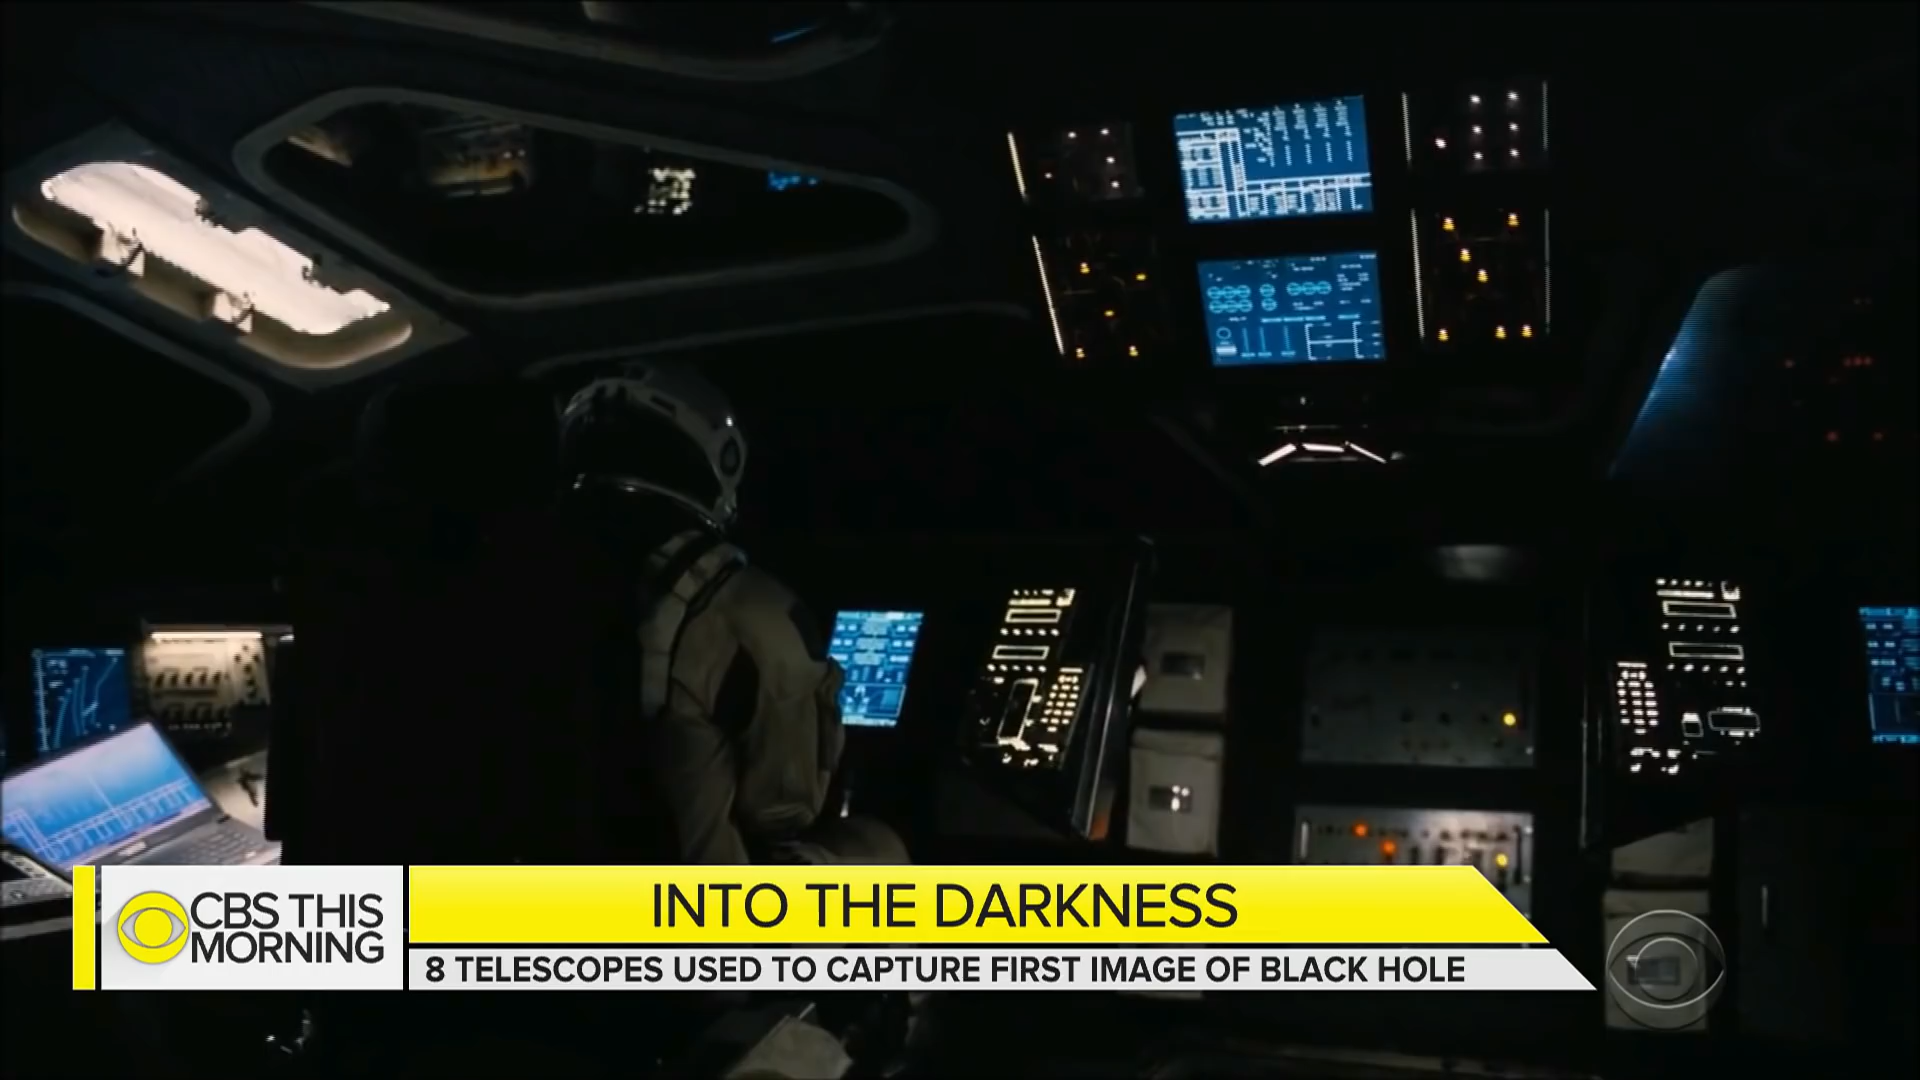 CBS THIS
MORNING
INTO THE DARKNESS
8 TELESCOPES USED TO CAPTURE FIRST IMAGE OF BLACK HOLE